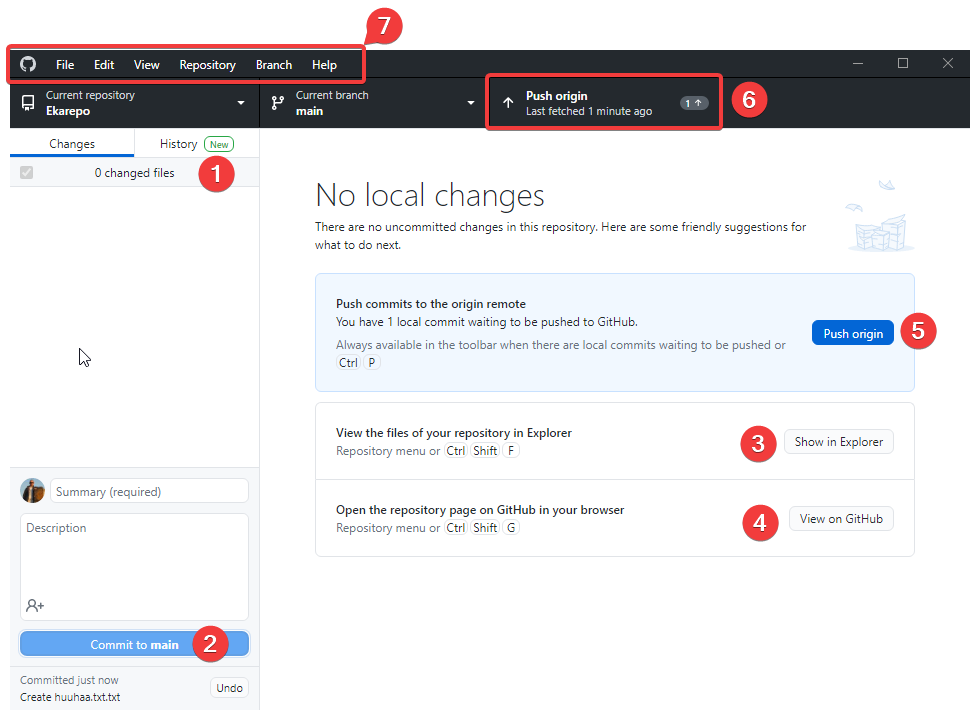 7
File Edit View Repository Branch Help
Current repository
Ekarepo
Current branch
main
Push origin
Last fetched 1 minute ago
1
6
Changes
History New
1
0 changed files
No local changes
There are no uncommitted changes in this repository. Here are some friendly suggestions for
what to do next.
Push commits to the origin remote
You have 1 local commit waiting to be pushed to GitHub.
Always available in the toolbar when there are local commits waiting to be pushed or
Ctrl P
Push origin
5
View the files of your repository in Explorer
Repository menu or Ctrl Shift F
3
Show in Explorer
Open the repository page on GitHub in your browser
Repository menu or Ctrl Shift G
4
View on GitHub
Summary (required)
Description
Commit to main
2
Committed just now
Create huuhaa.txt.txt
Undo